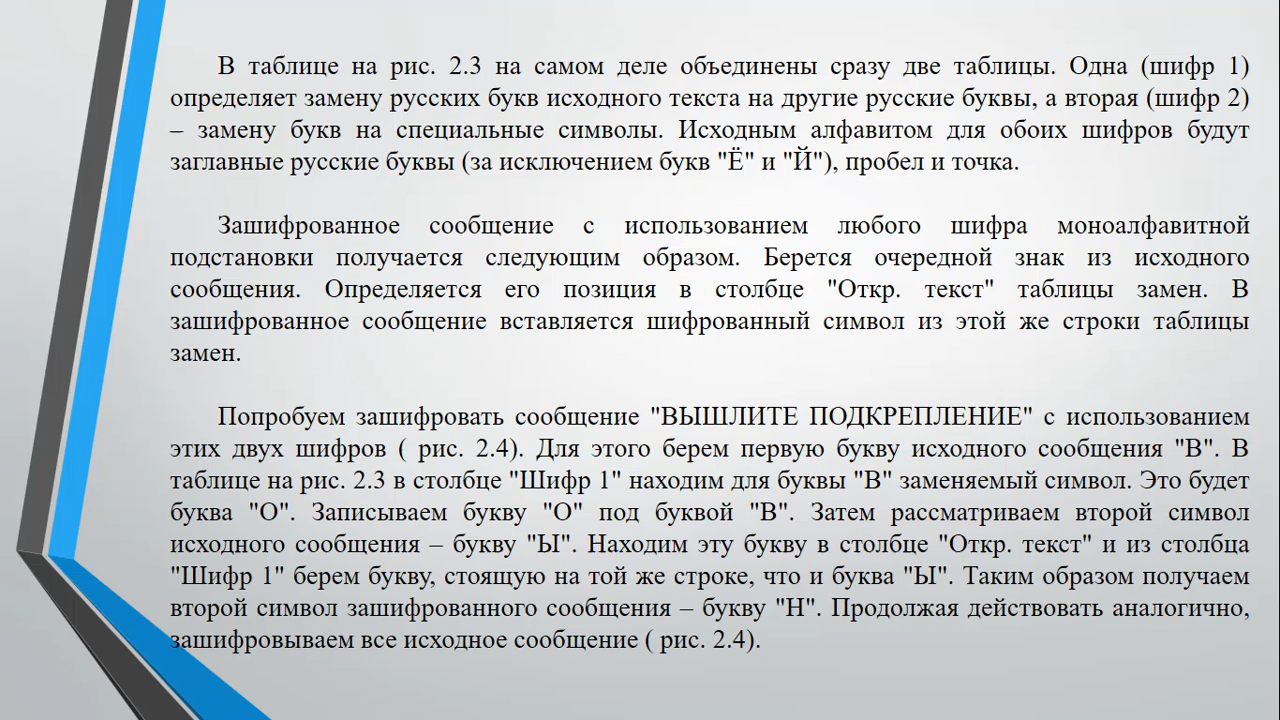 В таблице на рис. 2.3 на самом деле объединены сразу две таблицы. Одна (шифр 1)
определяет замену русских букв исходного текста на другие русские буквы, а вторая (шифр 2)
– замену букв на специальные символы. Исходным алфавитом для обоих шифров будут
заглавные русские буквы (за исключением букв "Ё" и "Й"), пробел и точка.
Зашифрованное сообщение с использованием любого шифра моноалфавитной
подстановки получается следующим образом. Берется очередной знак из исходного
сообщения. Определяется его позиция в столбце "Откр. текст" таблицы замен. В
зашифрованное сообщение вставляется шифрованный символ из этой же строки таблицы
замен.
Попробуем зашифровать сообщение "ВЫШЛИТЕ ПОДКРЕПЛЕНИЕ" с использованием
этих двух шифров ( рис. 2.4). Для этого берем первую букву исходного сообщения "В". В
таблице на рис. 2.3 в столбце "Шифр 1" находим для буквы "В" заменяемый символ. Это будет
буква "О". Записываем букву "О" под буквой "В". Затем рассматриваем второй символ
исходного сообщения – букву "Ы". Находим эту букву в столбце "Откр. текст" и из столбца
"Шифр 1" берем букву, стоящую на той же строке, что и буква "Ы". Таким образом получаем
второй символ зашифрованного сообщения – букву "Н". Продолжая действовать аналогично,
зашифровываем все исходное сообщение ( рис. 2.4).